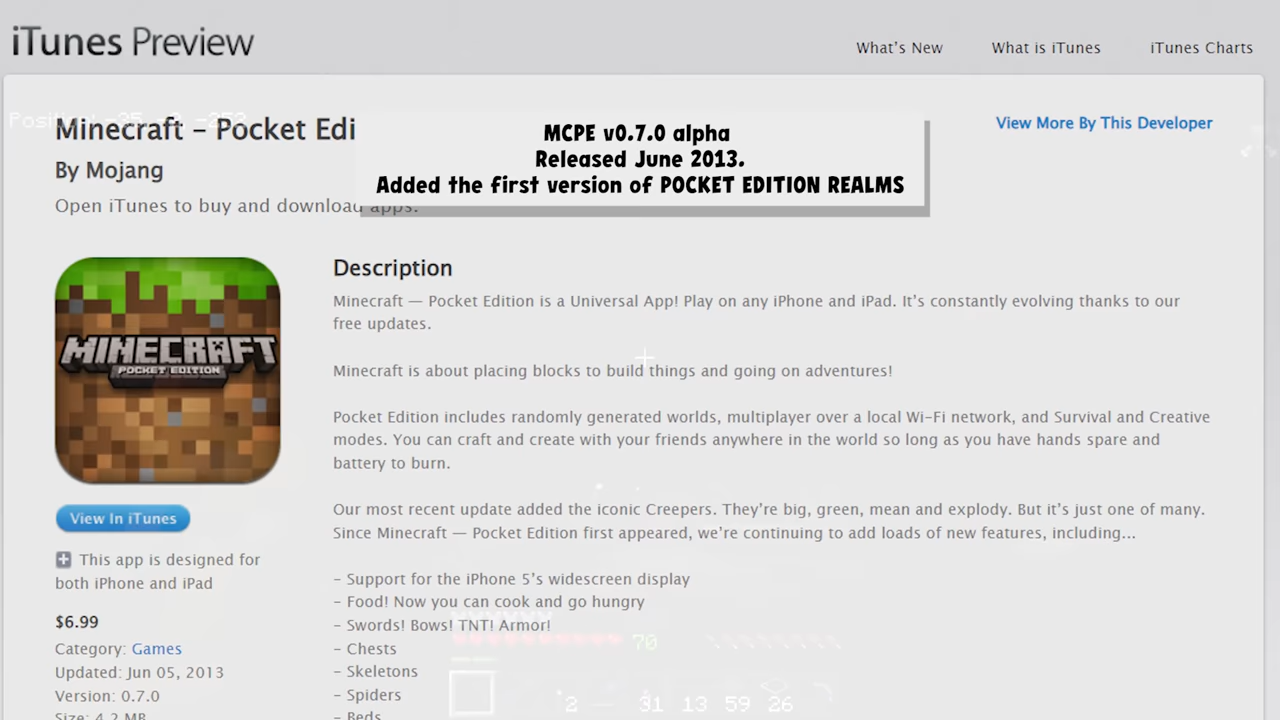 iTunes Preview
What's New
What is iTunes
iTunes Charts
Minecraft – Pocket Edi
By Mojang
Open iTunes to buy and download apps.
View More By This Developer
MCPE v0.7.0 alpha
Released June 2013.
Added the first version of POCKET EDITION REALMS
MINECRAFT
POCKET EDITION
View In iTunes
This app is designed for
both iPhone and iPad
$6.99
Category: Games
Updated: Jun 05, 2013
Version: 0.7.0
Size: 4.2 MB
Description
Minecraft — Pocket Edition is a Universal App! Play on any iPhone and iPad. It's constantly evolving thanks to our
free updates.
Minecraft is about placing blocks to build things and going on adventures!
Pocket Edition includes randomly generated worlds, multiplayer over a local Wi-Fi network, and Survival and Creative
modes. You can craft and create with your friends anywhere in the world so long as you have hands spare and
battery to burn.
Our most recent update added the iconic Creepers. They're big, green, mean and explody. But it's just one of many.
Since Minecraft — Pocket Edition first appeared, we're continuing to add loads of new features, including...
– Support for the iPhone 5's widescreen display
– Food! Now you can cook and go hungry
– Swords! Bows! TNT! Armor!
– Chests
– Skeletons
– Spiders
– Beds
70
2 31 13 59 26